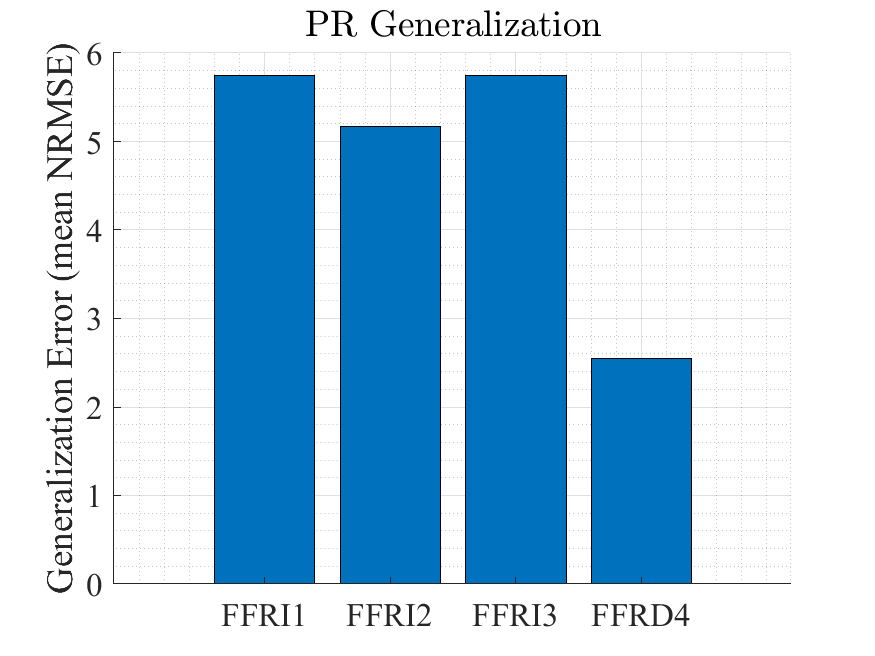 PR Generalization
Generalization Error (mean NRMSE)
6
5
4
3
2
1
0
FFRI1 FFRI2 FFRI3 FFRD4